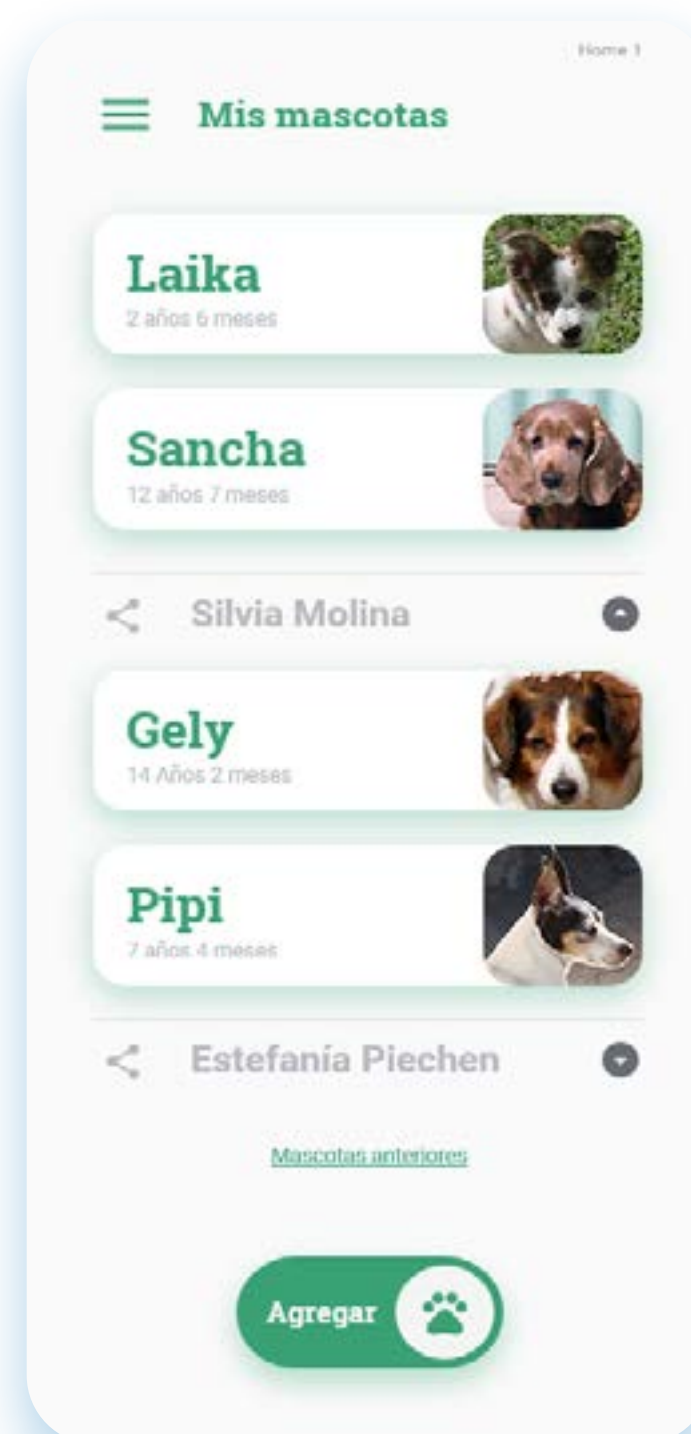 Home 1
Mis mascotas
Laika
2 años 6 meses
Sancha
12 años 7 meses
Silvia Molina
Gely
14 Años 2 meses
Pipi
7 años 4 meses
Estefanía Piechen
Mascotas anteriores
Agregar